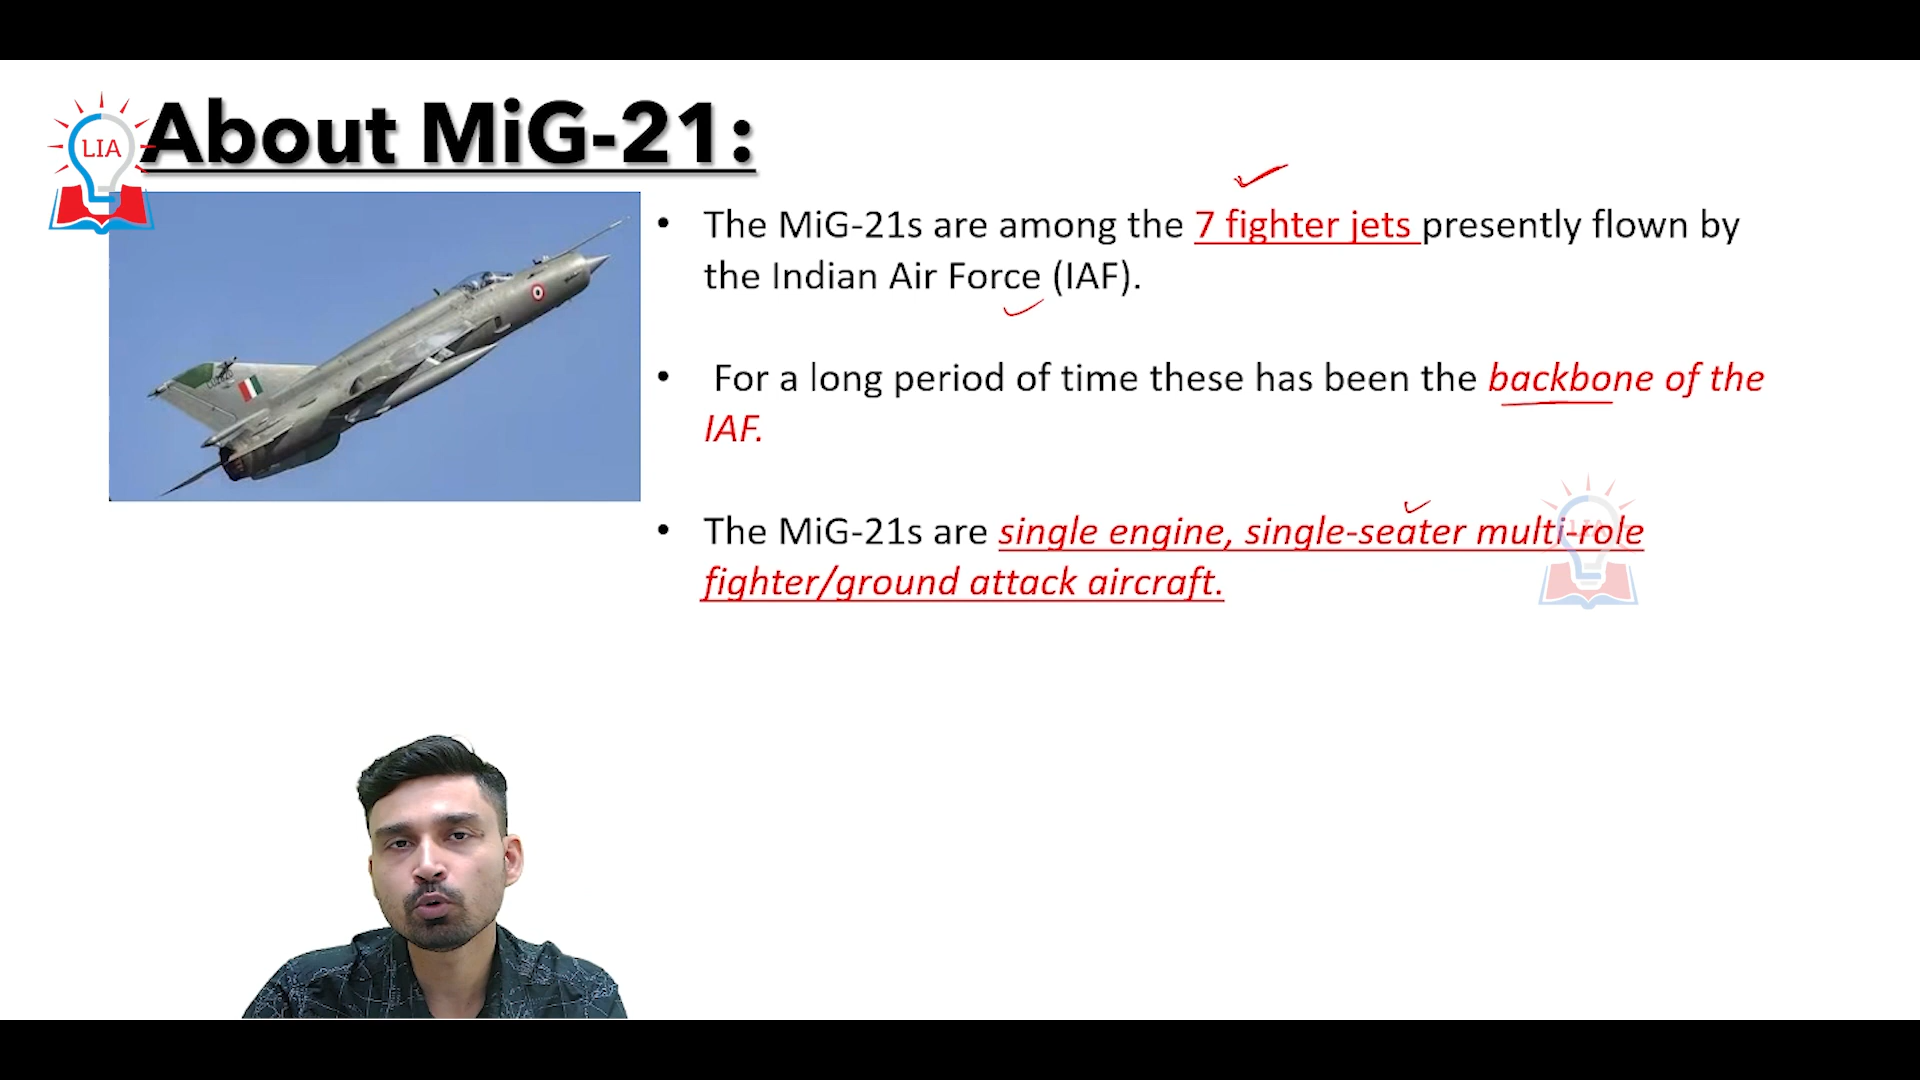 LIA
About MiG-21:
• The MiG-21s are among the 7 fighter jets presently flown by
the Indian Air Force (IAF).
• For a long period of time these has been the backbone of the
IAF.
• The MiG-21s are single engine, single-seater multi-role
fighter/ground attack aircraft.